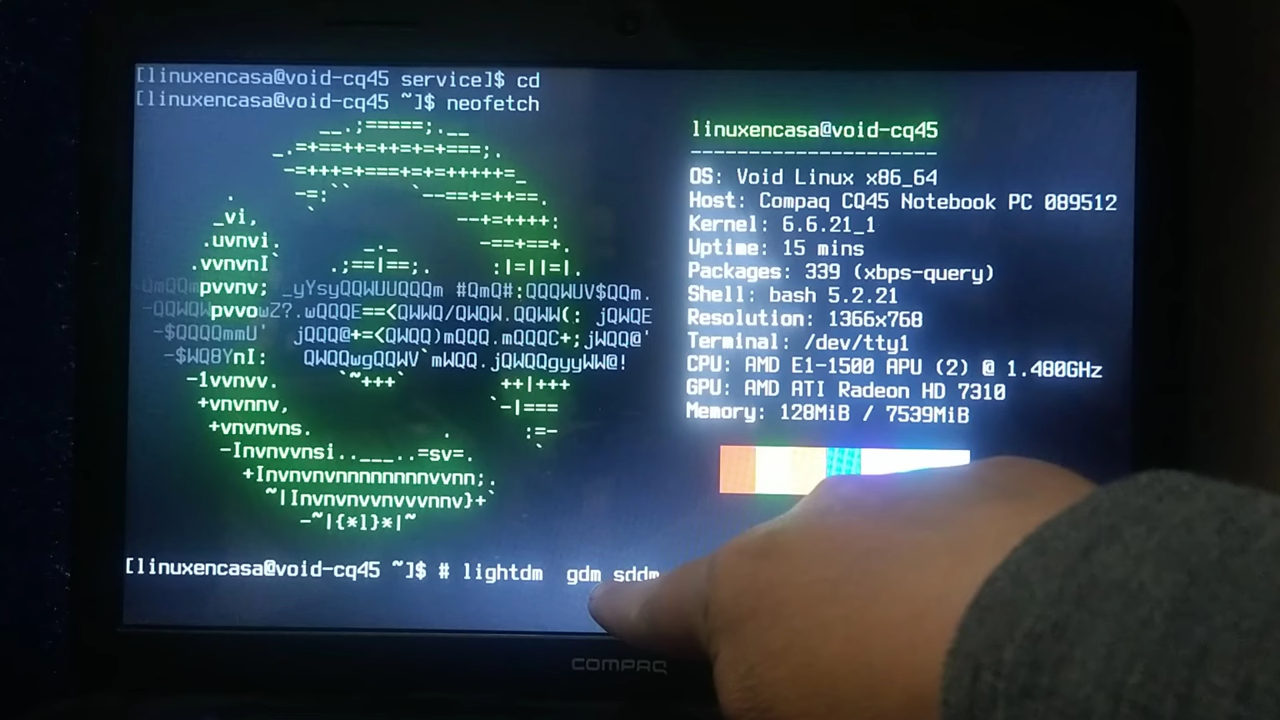 [linuxencasa@void-cq45 service]$ cd
[linuxencasa@void-cq45 ~]$ neofetch
linuxencasa@void-cq45
---------------------
OS: Void Linux x86_64
Host: Compaq CQ45 Notebook PC 089512
Kernel: 6.6.21_1
Uptime: 15 mins
Packages: 339 (xbps-query)
Shell: bash 5.2.21
Resolution: 1366x768
Terminal: /dev/tty1
CPU: AMD E1-1500 APU (2) @ 1.480GHz
GPU: AMD ATI Radeon HD 7310
Memory: 128MiB / 7539MiB
[linuxencasa@void-cq45 ~]$ # lightdm  gdm sddm
COMPAQ